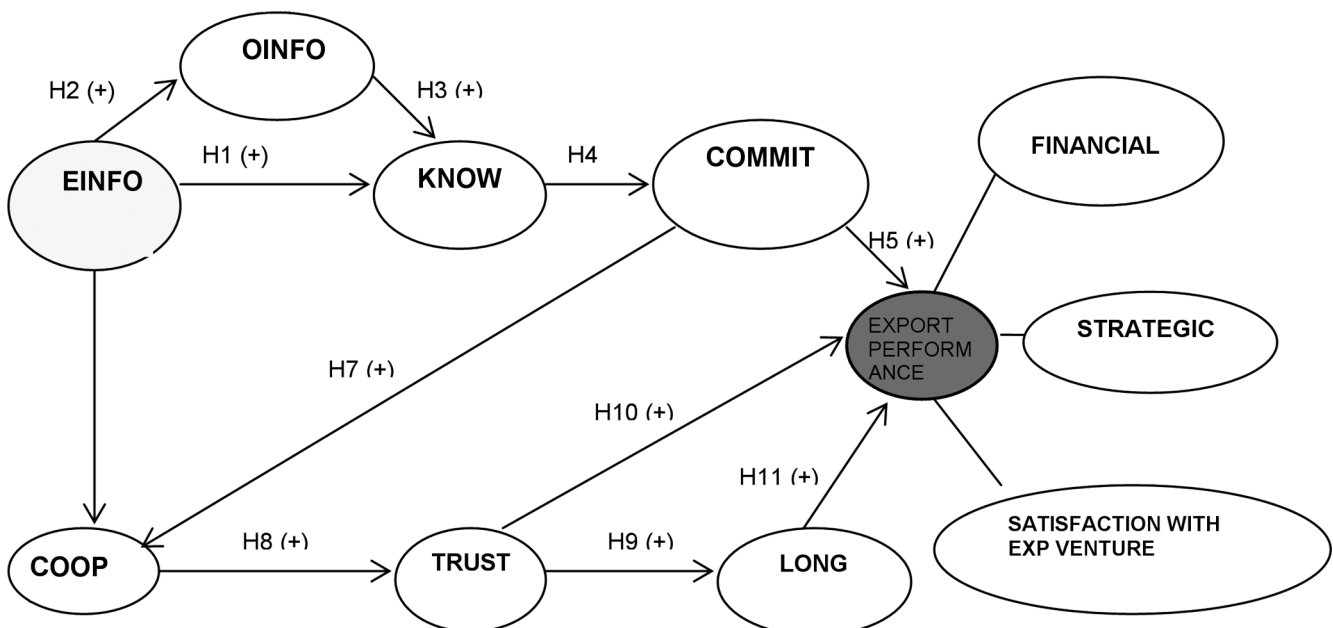 OINFO
H2 (+)
H3 (+)
H1 (+)
EINFO
KNOW
H4
COMMIT
FINANCIAL
H5 (+)
EXPORT
PERFORM
ANCE
STRATEGIC
H7 (+)
H10 (+)
H11 (+)
SATISFACTION WITH
EXP VENTURE
COOP
H8 (+)
TRUST
H9 (+)
LONG